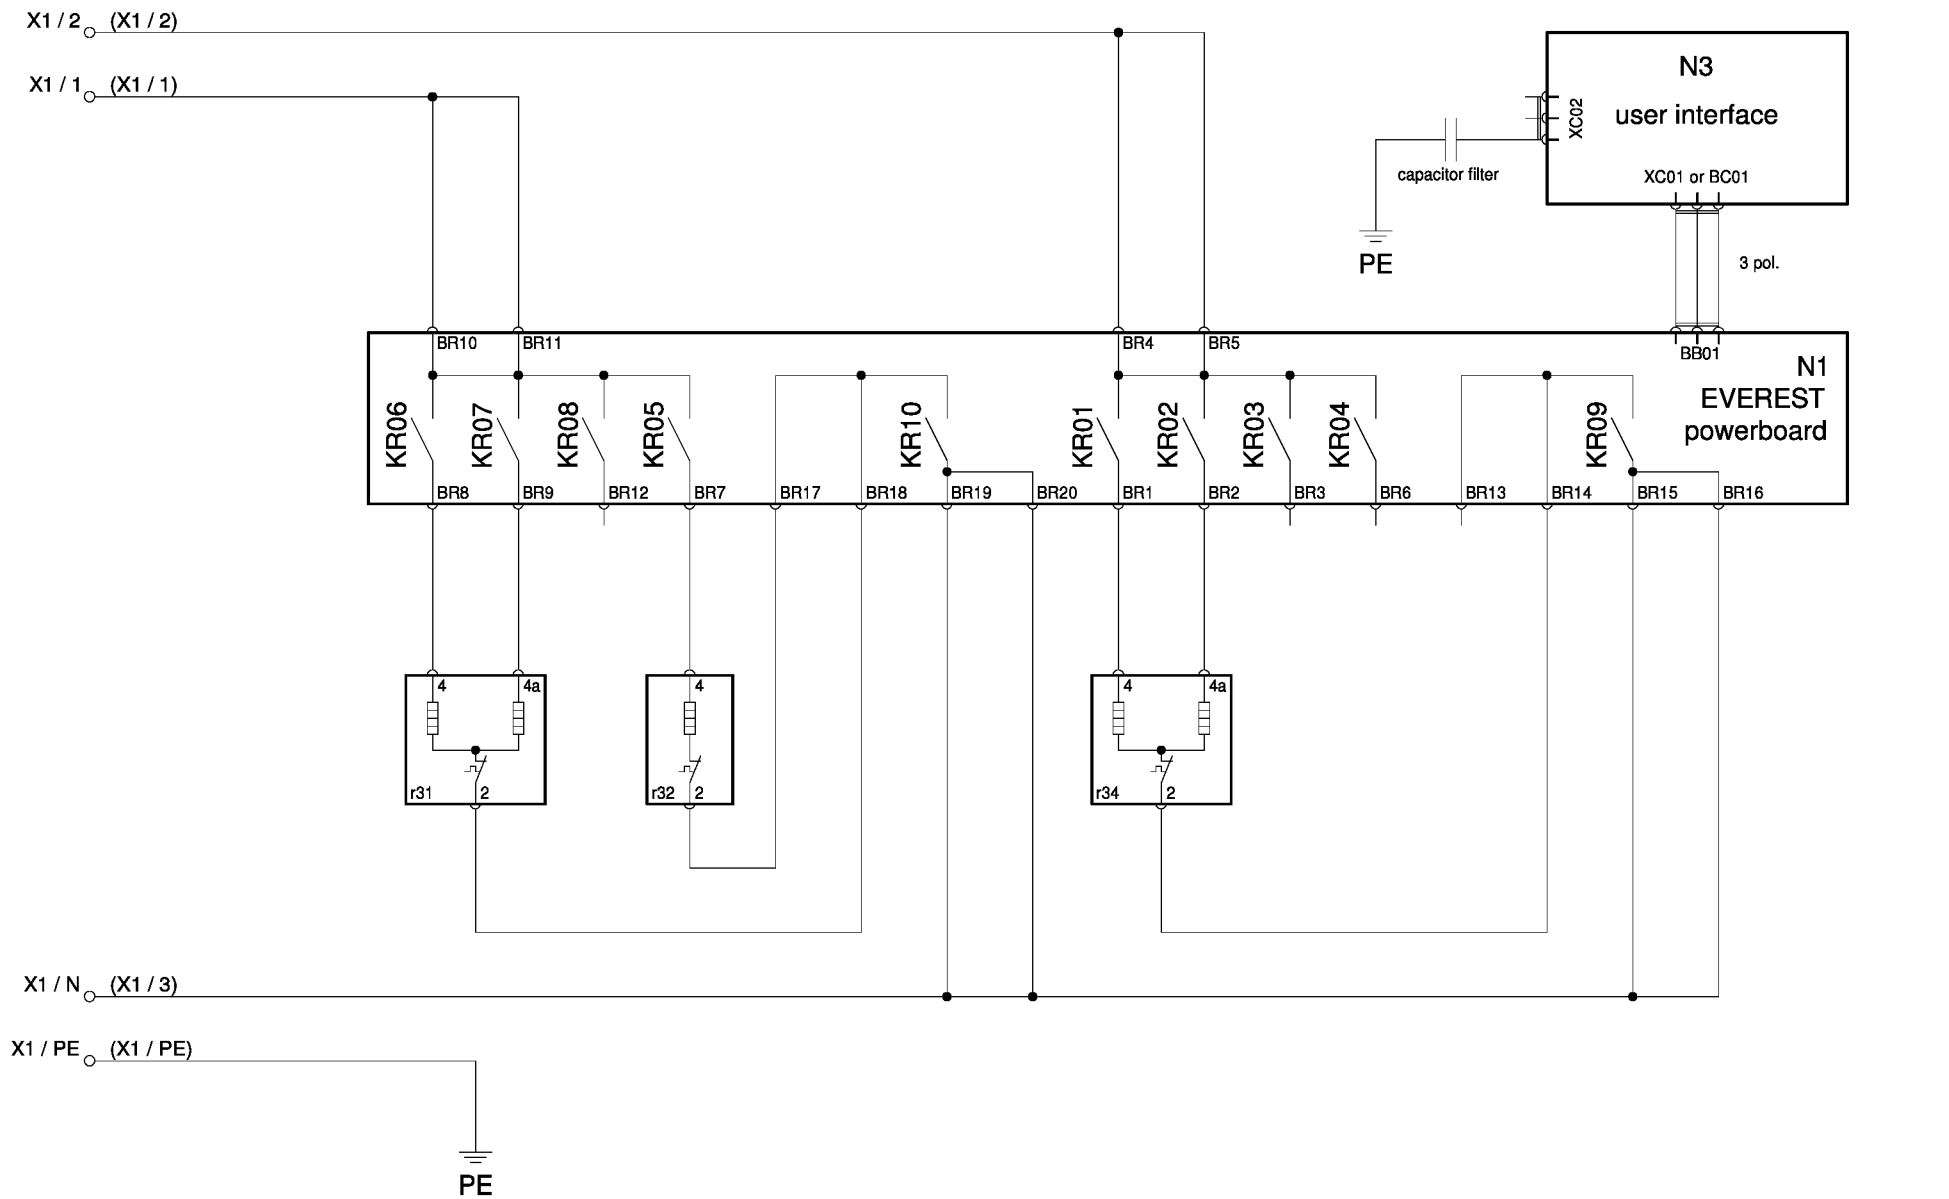 X1 / 2 (X1 / 2)
X1 / 1 (X1 / 1)
N3
user interface
XC02
XC01 or BC01
capacitor filter
PE
3 pol.
BR10 BR11 BR4 BR5 BB01
N1
EVEREST
powerboard
KR06 KR07 KR08 KR05 KR10 KR01 KR02 KR03 KR04 KR09
BR8 BR9 BR12 BR7 BR17 BR18 BR19 BR20 BR1 BR2 BR3 BR6 BR13 BR14 BR15 BR16
4 4a 4 4 4a
r31 2 r32 2 r34 2
X1 / N (X1 / 3)
X1 / PE (X1 / PE)
PE